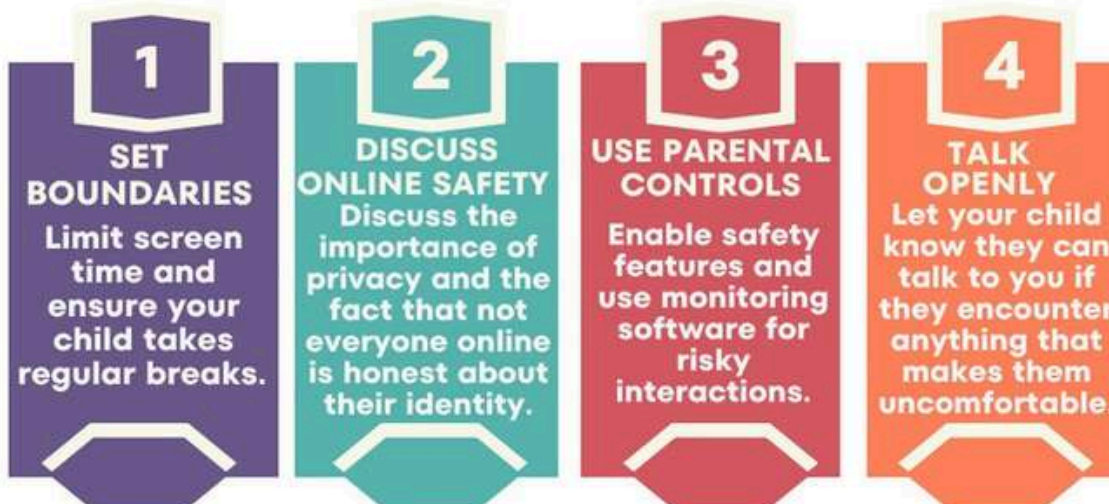 1
SET
BOUNDARIES
Limit screen
time and
ensure your
child takes
regular breaks.
2
DISCUSS
ONLINE SAFETY
Discuss the
importance of
privacy and the
fact that not
everyone online
is honest about
their identity.
3
USE PARENTAL
CONTROLS
Enable safety
features and
use monitoring
software for
risky
interactions.
4
TALK
OPENLY
Let your child
know they can
talk to you if
they encounter
anything that
makes them
uncomfortable.